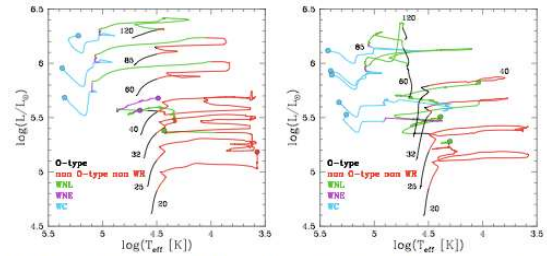 6.5
6
5.5
5
4.5
log(L/L⊙)
120
85
60
40
32
25
20
O-type
non O-type non WR
WNL
WNE
WC
5.5 5 4.5 4 3.5
log(T_eff [K])
6.5
6
5.5
5
4.5
log(L/L⊙)
120
85
60
40
32
25
20
O-type
non O-type non WR
WNL
WNE
WC
5.5 5 4.5 4 3.5
log(T_eff [K])